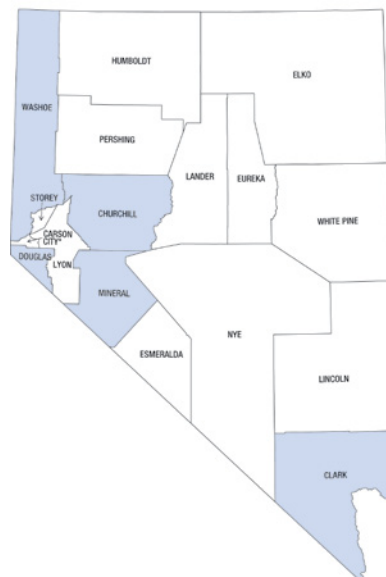 HUMBOLDT
ELKO
WASHOE
PERSHING
LANDER
EUREKA
STOREY
CHURCHILL
WHITE PINE
CARSON
CITY*
DOUGLAS
LYON
MINERAL
NYE
ESMERALDA
LINCOLN
CLARK